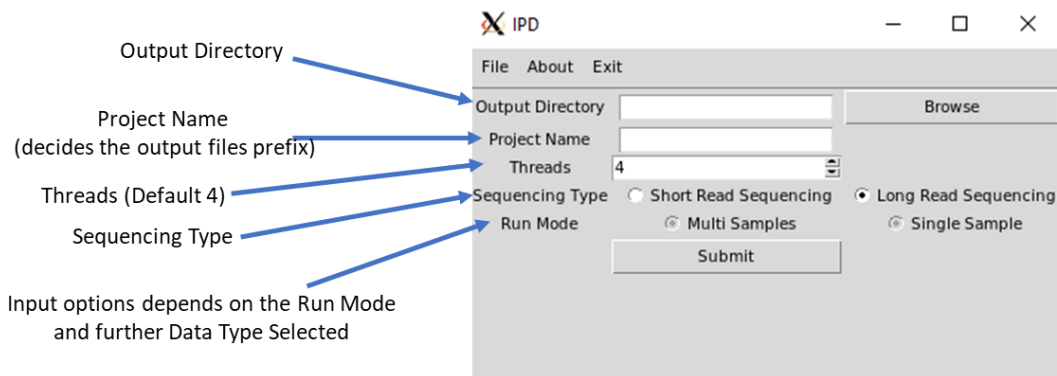 IPD
File About Exit
Output Directory
Output Directory Browse
Project Name
(decides the output files prefix)
Project Name
Threads (Default 4)
Threads 4
Sequencing Type
Sequencing Type Short Read Sequencing Long Read Sequencing
Input options depends on the Run Mode
and further Data Type Selected
Run Mode Multi Samples Single Sample
Submit